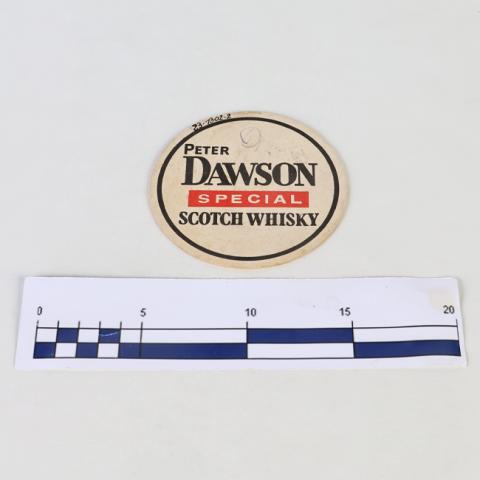 PETER
DAWSON
SPECIAL
SCOTCH WHISKY
0 5 10 15 20